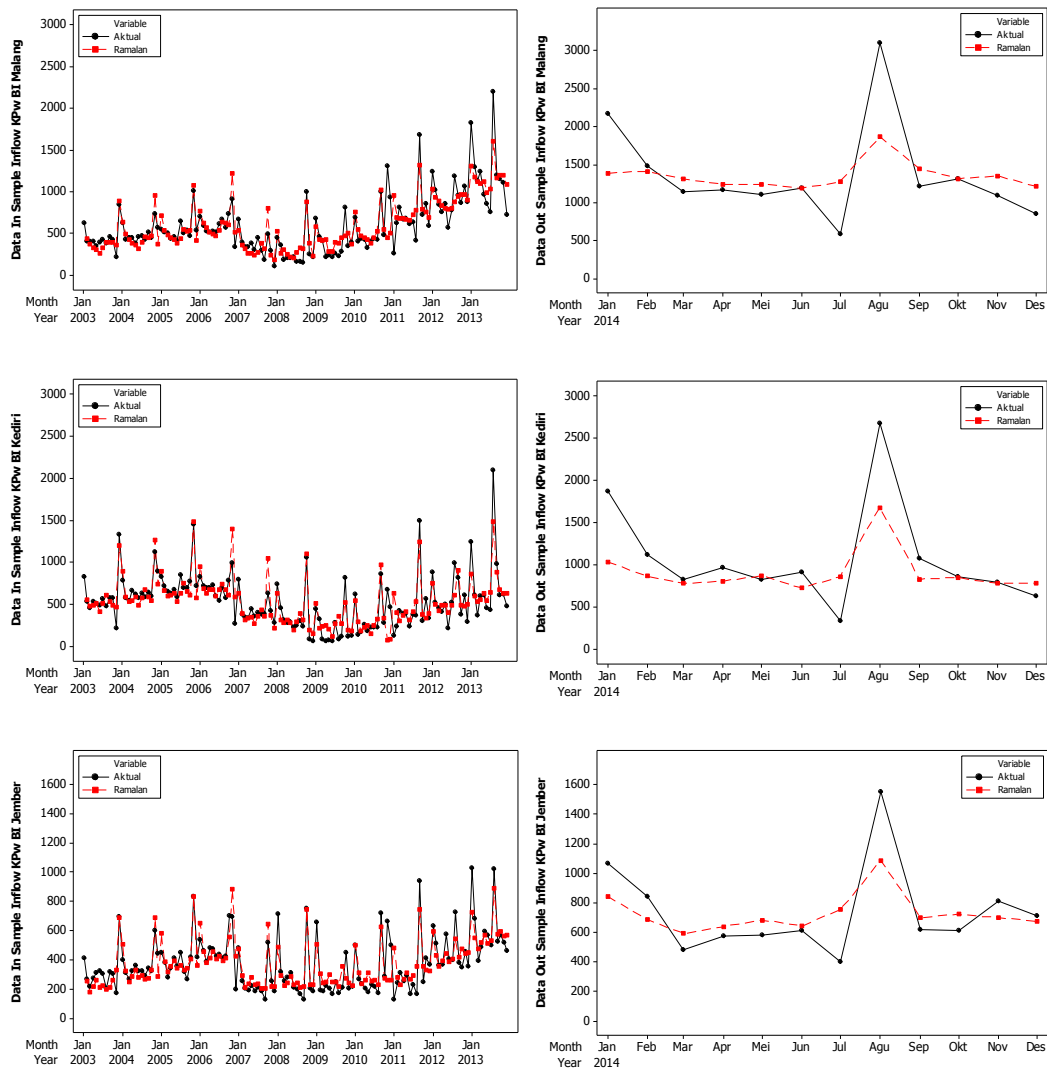 Data In Sample Inflow KPw BI Malang
3000
2500
2000
1500
1000
500
0
Variable
Aktual
Ramalan
Month Jan Jan Jan Jan Jan Jan Jan Jan Jan Jan Jan
Year 2003 2004 2005 2006 2007 2008 2009 2010 2011 2012 2013
Data Out Sample Inflow KPw BI Malang
3000
2500
2000
1500
1000
500
0
Variable
Aktual
Ramalan
Month Jan Feb Mar Apr Mei Jun Jul Agu Sep Okt Nov Des
Year 2014
Data In Sample Inflow KPw BI Kediri
3000
2500
2000
1500
1000
500
0
Variable
Aktual
Ramalan
Month Jan Jan Jan Jan Jan Jan Jan Jan Jan Jan Jan
Year 2003 2004 2005 2006 2007 2008 2009 2010 2011 2012 2013
Data Out Sample Inflow KPw BI Kediri
3000
2500
2000
1500
1000
500
0
Variable
Aktual
Ramalan
Month Jan Feb Mar Apr Mei Jun Jul Agu Sep Okt Nov Des
Year 2014
Data In Sample Inflow KPw BI Jember
1600
1400
1200
1000
800
600
400
200
0
Variable
Aktual
Ramalan
Month Jan Jan Jan Jan Jan Jan Jan Jan Jan Jan Jan
Year 2003 2004 2005 2006 2007 2008 2009 2010 2011 2012 2013
Data Out Sample Inflow KPw BI Jember
1600
1400
1200
1000
800
600
400
200
0
Variable
Aktual
Ramalan
Month Jan Feb Mar Apr Mei Jun Jul Agu Sep Okt Nov Des
Year 2014